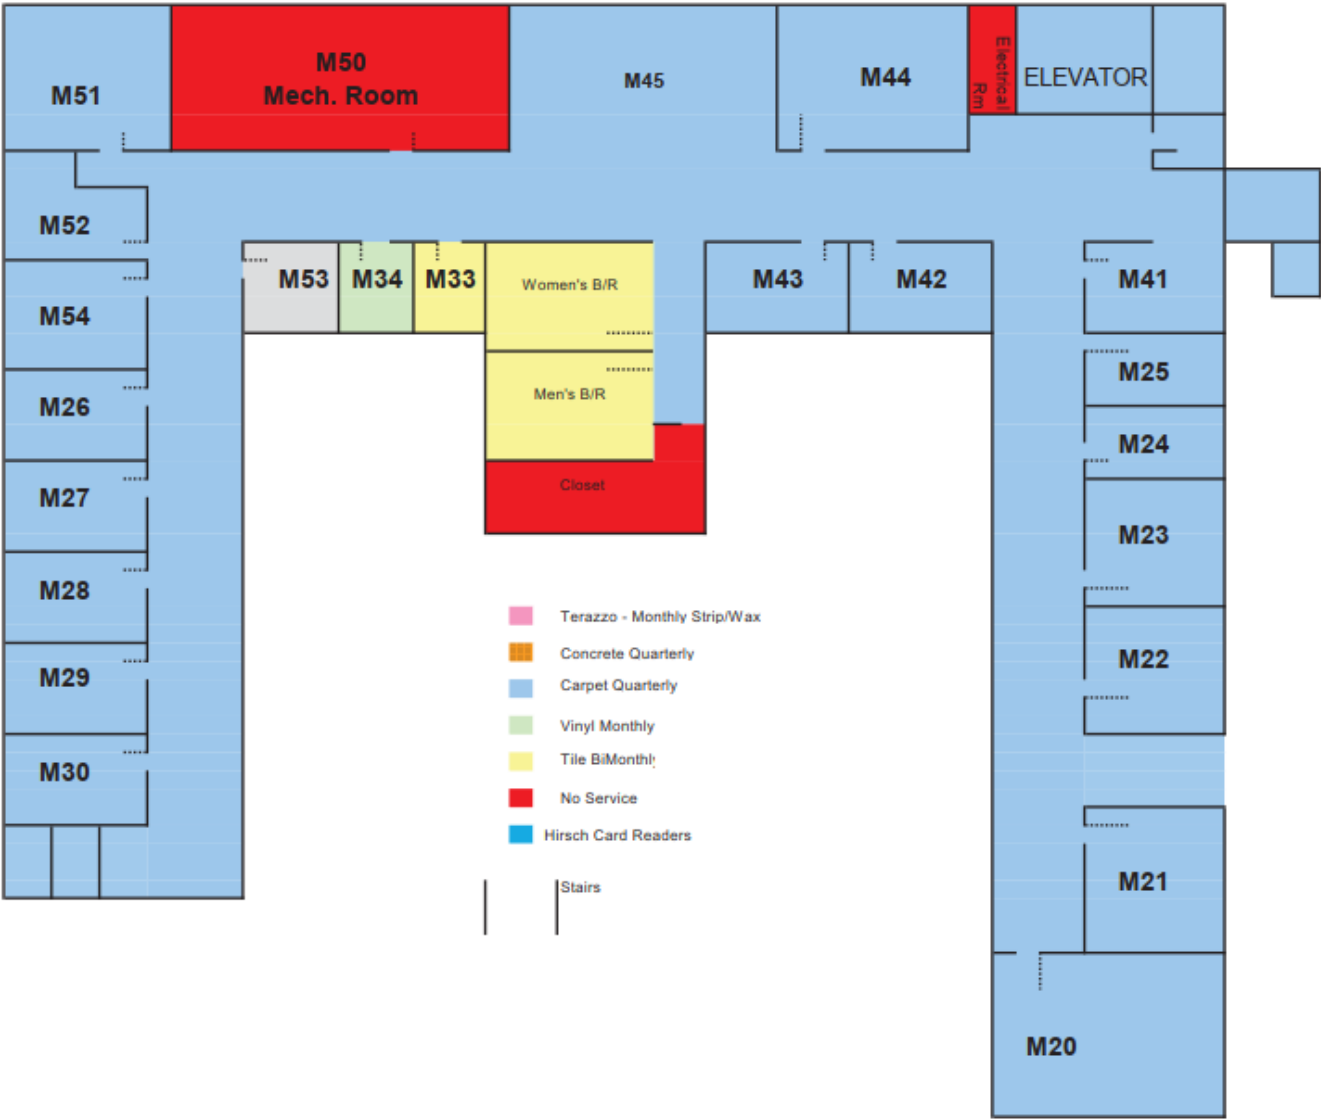 M51
M50
Mech. Room
M45
M44
Electrical
Rm
ELEVATOR
M52
M53
M34
M33
Women's B/R
M43
M42
M41
M54
M25
Men's B/R
M26
M24
Closet
M27
M23
M28
M22
M29
M30
M21
M20
Terazzo - Monthly Strip/Wax
Concrete Quarterly
Carpet Quarterly
Vinyl Monthly
Tile BiMonthly
No Service
Hirsch Card Readers
Stairs